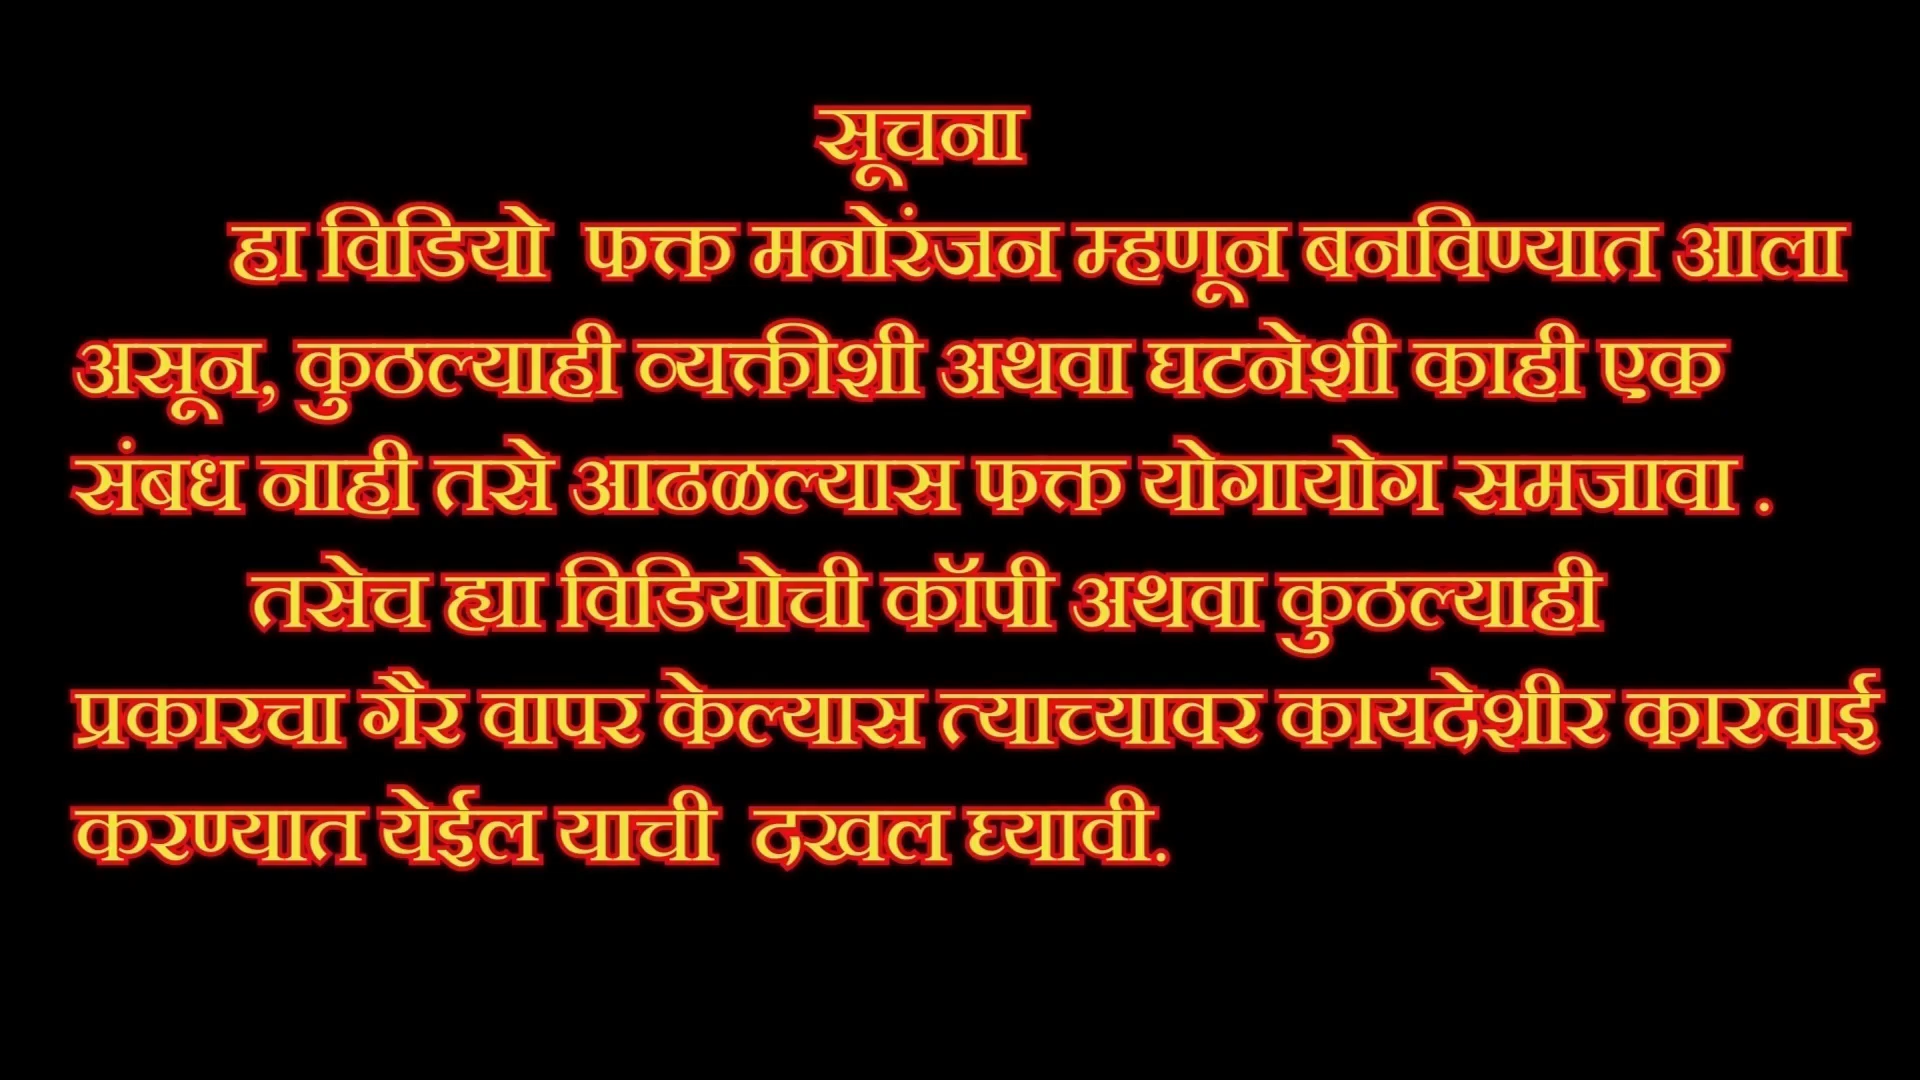 सूचना
हा विडियो फक्त मनोरंजन म्हणून बनविण्यात आला
असून, कुठल्याही व्यक्तीशी अथवा घटनेशी काही एक
संबध नाही तसे आढळल्यास फक्त योगायोग समजावा .
तसेच ह्या विडियोची कॉपी अथवा कुठल्याही
प्रकारचा गैर वापर केल्यास त्याच्यावर कायदेशीर कारवाई
करण्यात येईल याची दखल घ्यावी.